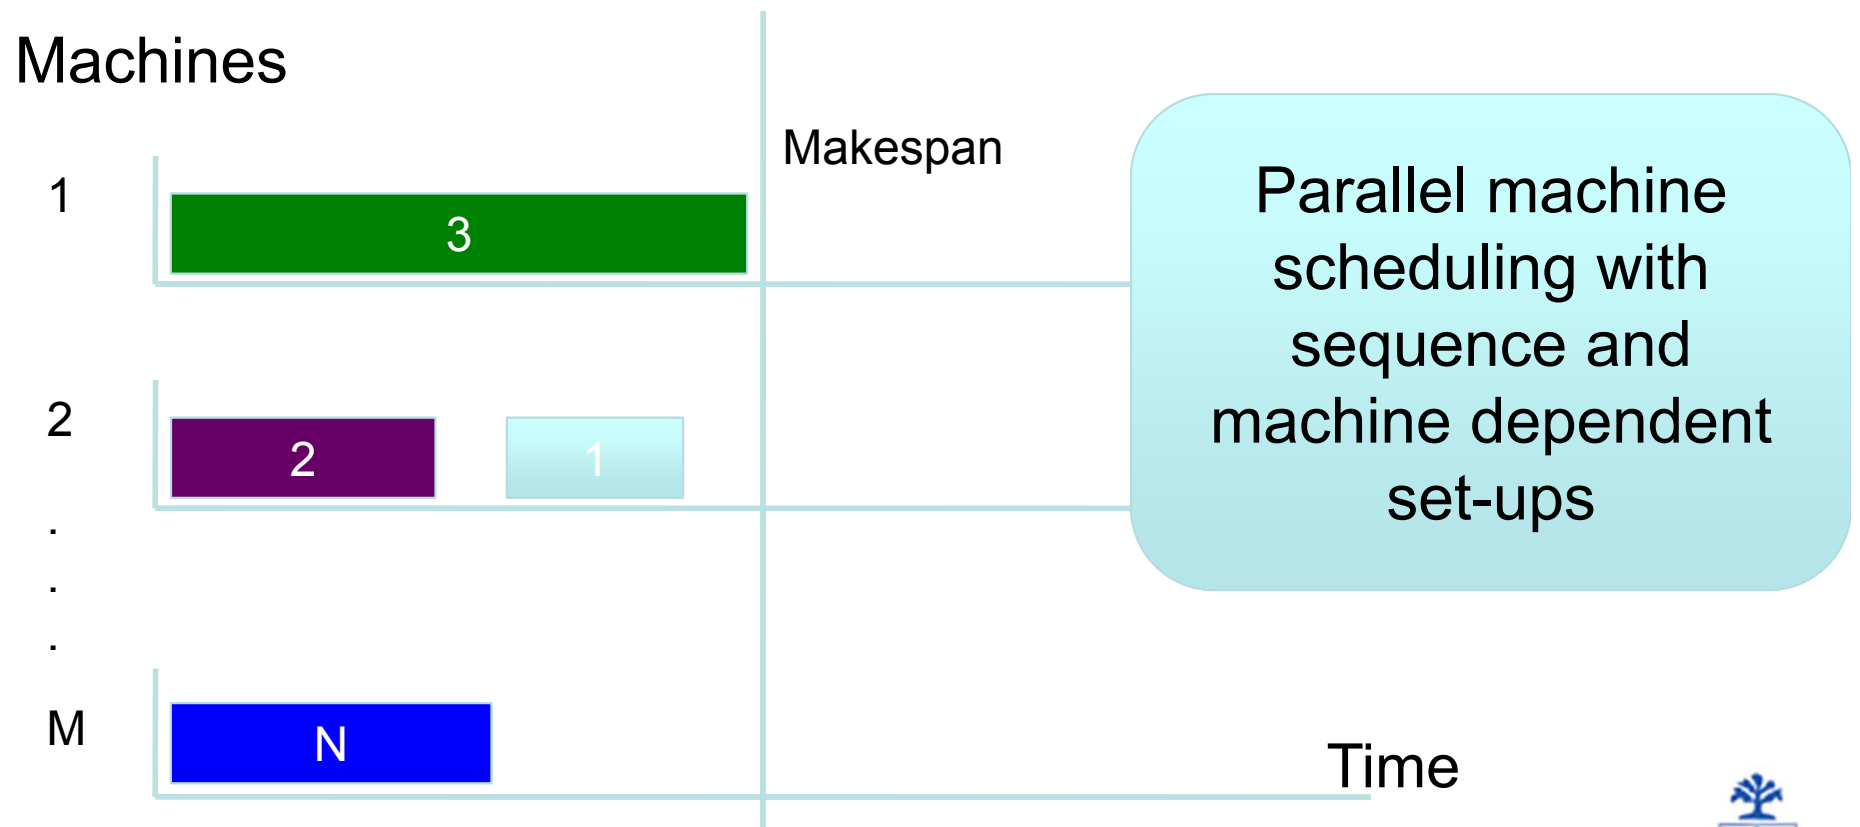 Machines
Makespan
1
3
2
2
1
.
.
.
M
N
Time
Parallel machine
scheduling with
sequence and
machine dependent
set-ups